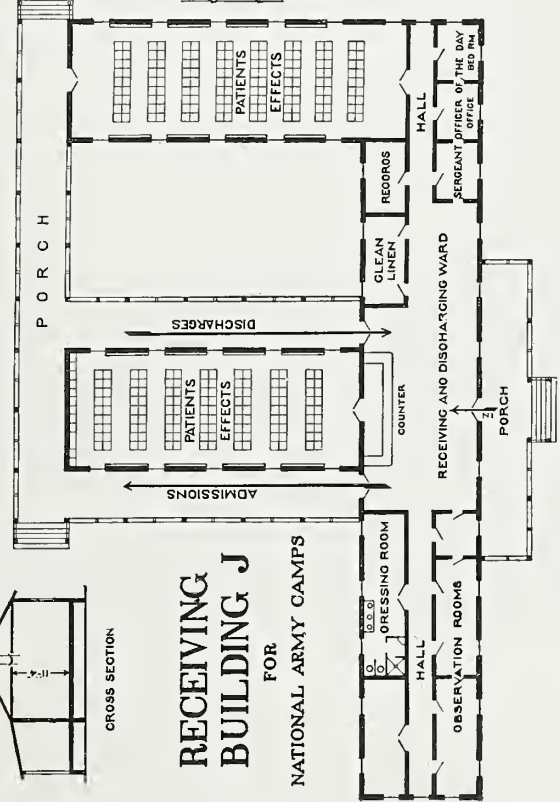 RECEIVING
BUILDING J
FOR
NATIONAL ARMY CAMPS
CROSS SECTION
PORCH
PATIENTS
EFFECTS
HALL
OFFICER OF THE DAY
BED RM
OFFICE
SERGEANT
RECORDS
CLEAN
LINEN
DISCHARGES
PATIENTS
EFFECTS
ADMISSIONS
COUNTER
RECEIVING AND DISCHARGING WARD
IN
PORCH
DRESSING ROOM
HALL
OBSERVATION ROOMS